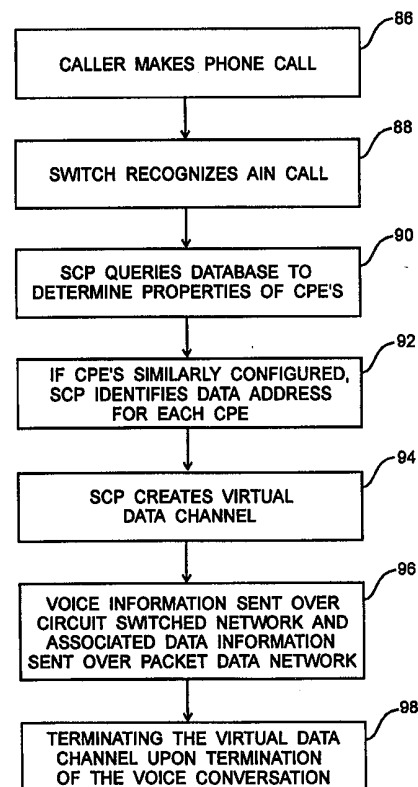 86
CALLER MAKES PHONE CALL
88
SWITCH RECOGNIZES AIN CALL
90
SCP QUERIES DATABASE TO
DETERMINE PROPERTIES OF CPE'S
92
IF CPE'S SIMILARLY CONFIGURED,
SCP IDENTIFIES DATA ADDRESS
FOR EACH CPE
94
SCP CREATES VIRTUAL
DATA CHANNEL
96
VOICE INFORMATION SENT OVER
CIRCUIT SWITCHED NETWORK AND
ASSOCIATED DATA INFORMATION
SENT OVER PACKET DATA NETWORK
98
TERMINATING THE VIRTUAL DATA
CHANNEL UPON TERMINATION
OF THE VOICE CONVERSATION